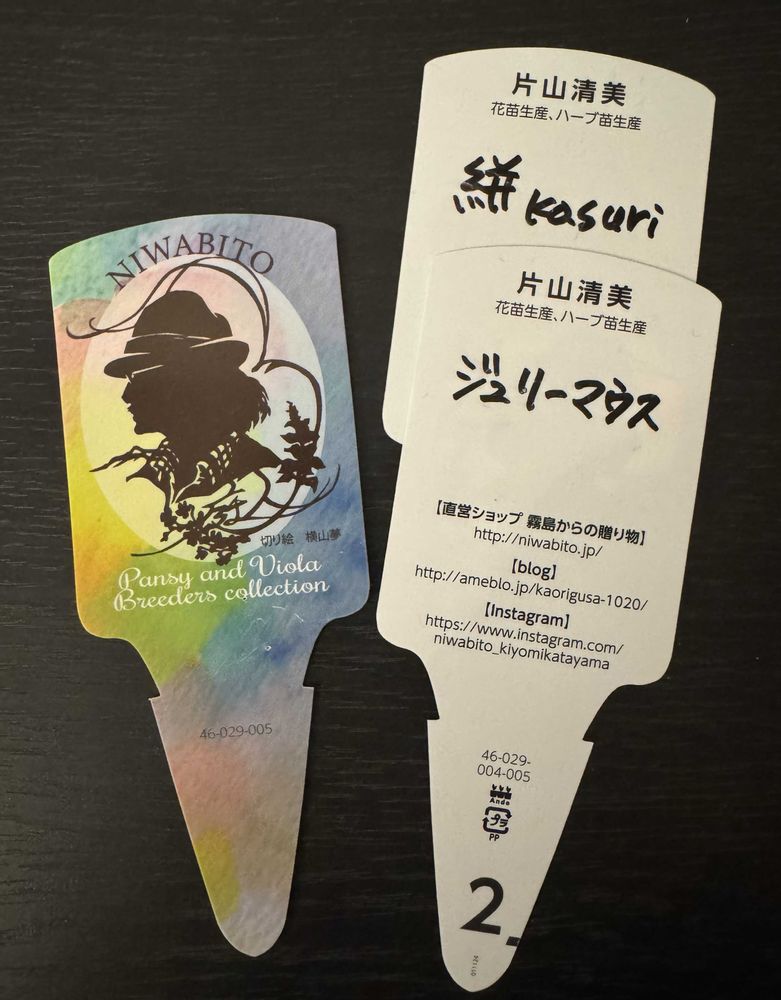 NIWABITO
切り絵 横山夢
Pansy and Viola
Breeders collection
46-029-005
片山清美
花苗生産、ハーブ苗生産
絣 kasuri
片山清美
花苗生産、ハーブ苗生産
ジュリーマウス
【直営ショップ 霧島からの贈り物】
http://niwabito.jp/
【blog】
http://ameblo.jp/kaorigusa-1020/
【Instagram】
https://www.instagram.com/
niwabito_kiyomikatayama
46-029-
004-005
Ando
プラ
PP
2
011124